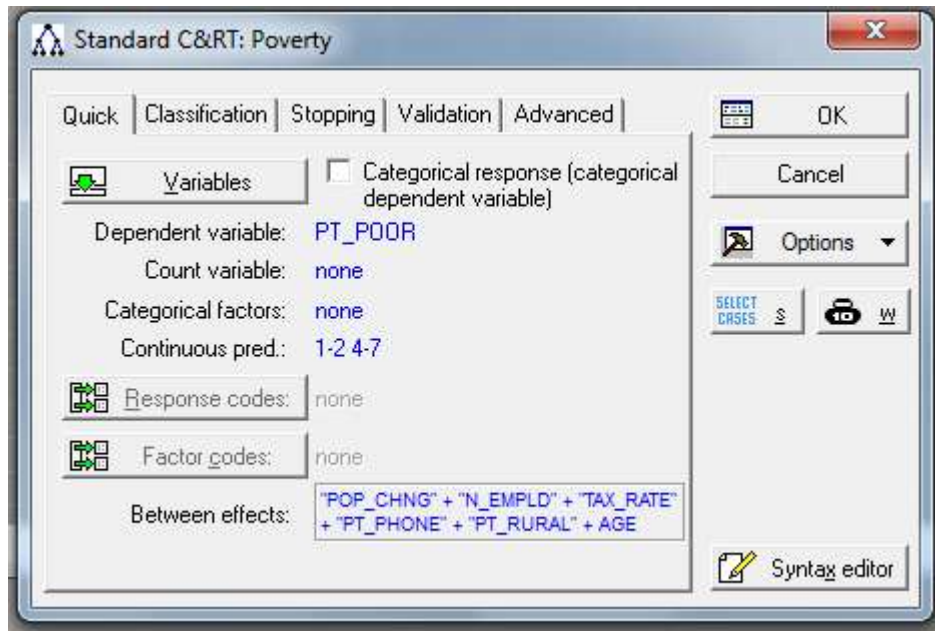 Standard C&RT: Poverty
Quick Classification Stopping Validation Advanced
Variables
Categorical response (categorical
dependent variable)
Dependent variable: PT_POOR
Count variable: none
Categorical factors: none
Continuous pred.: 1-2 4-7
Response codes: none
Factor codes: none
Between effects: "POP_CHNG" + "N_EMPLD" + "TAX_RATE"
+ "PT_PHONE" + "PT_RURAL" + AGE
OK
Cancel
Options
SELECT
CASES S W
Syntax editor